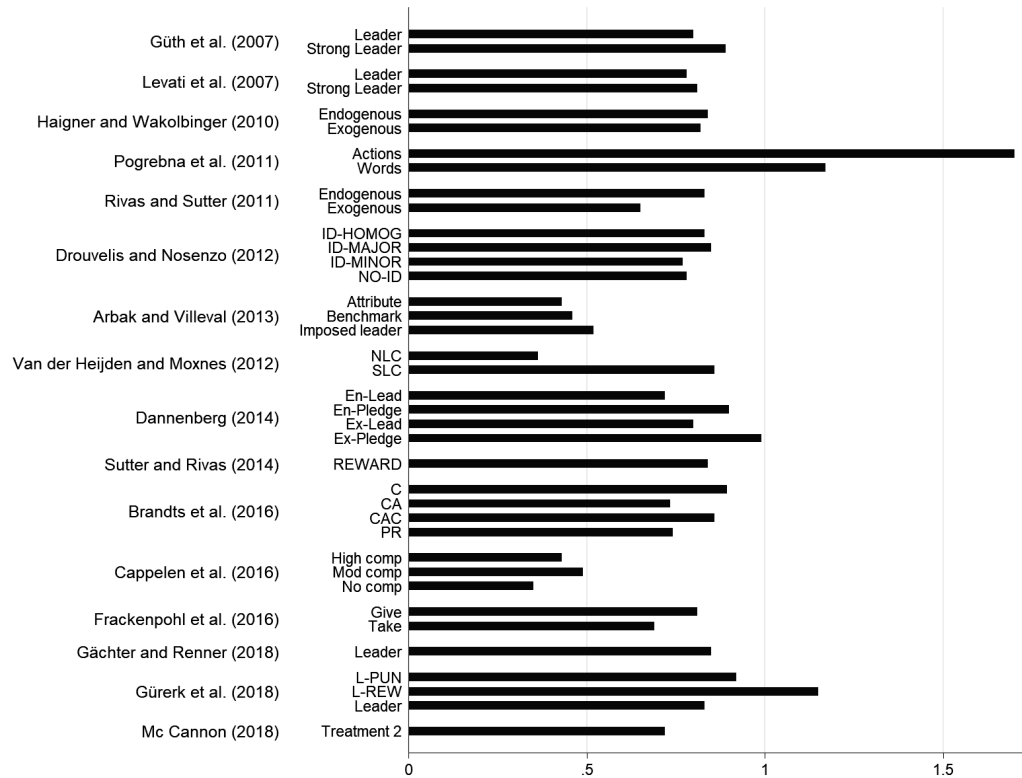 Güth et al. (2007)
Leader
Strong Leader
Levati et al. (2007)
Leader
Strong Leader
Haigner and Wakolbinger (2010)
Endogenous
Exogenous
Pogrebna et al. (2011)
Actions
Words
Rivas and Sutter (2011)
Endogenous
Exogenous
Drouvelis and Nosenzo (2012)
ID-HOMOG
ID-MAJOR
ID-MINOR
NO-ID
Arbak and Villeval (2013)
Attribute
Benchmark
Imposed leader
Van der Heijden and Moxnes (2012)
NLC
SLC
Dannenberg (2014)
En-Lead
En-Pledge
Ex-Lead
Ex-Pledge
Sutter and Rivas (2014)
REWARD
Brandts et al. (2016)
C
CA
CAC
PR
Cappelen et al. (2016)
High comp
Mod comp
No comp
Frackenpohl et al. (2016)
Give
Take
Gächter and Renner (2018)
Leader
Gürerk et al. (2018)
L-PUN
L-REW
Leader
Mc Cannon (2018)
Treatment 2
0 .5 1 1.5